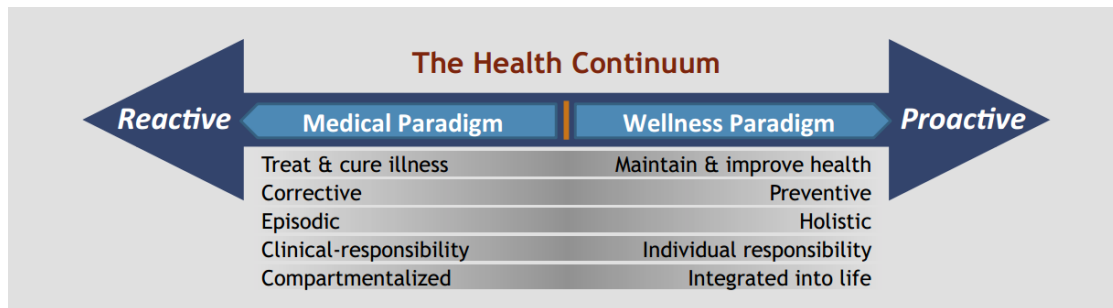 The Health Continuum
Reactive Medical Paradigm Wellness Paradigm Proactive
Treat & cure illness Maintain & improve health
Corrective Preventive
Episodic Holistic
Clinical-responsibility Individual responsibility
Compartmentalized Integrated into life